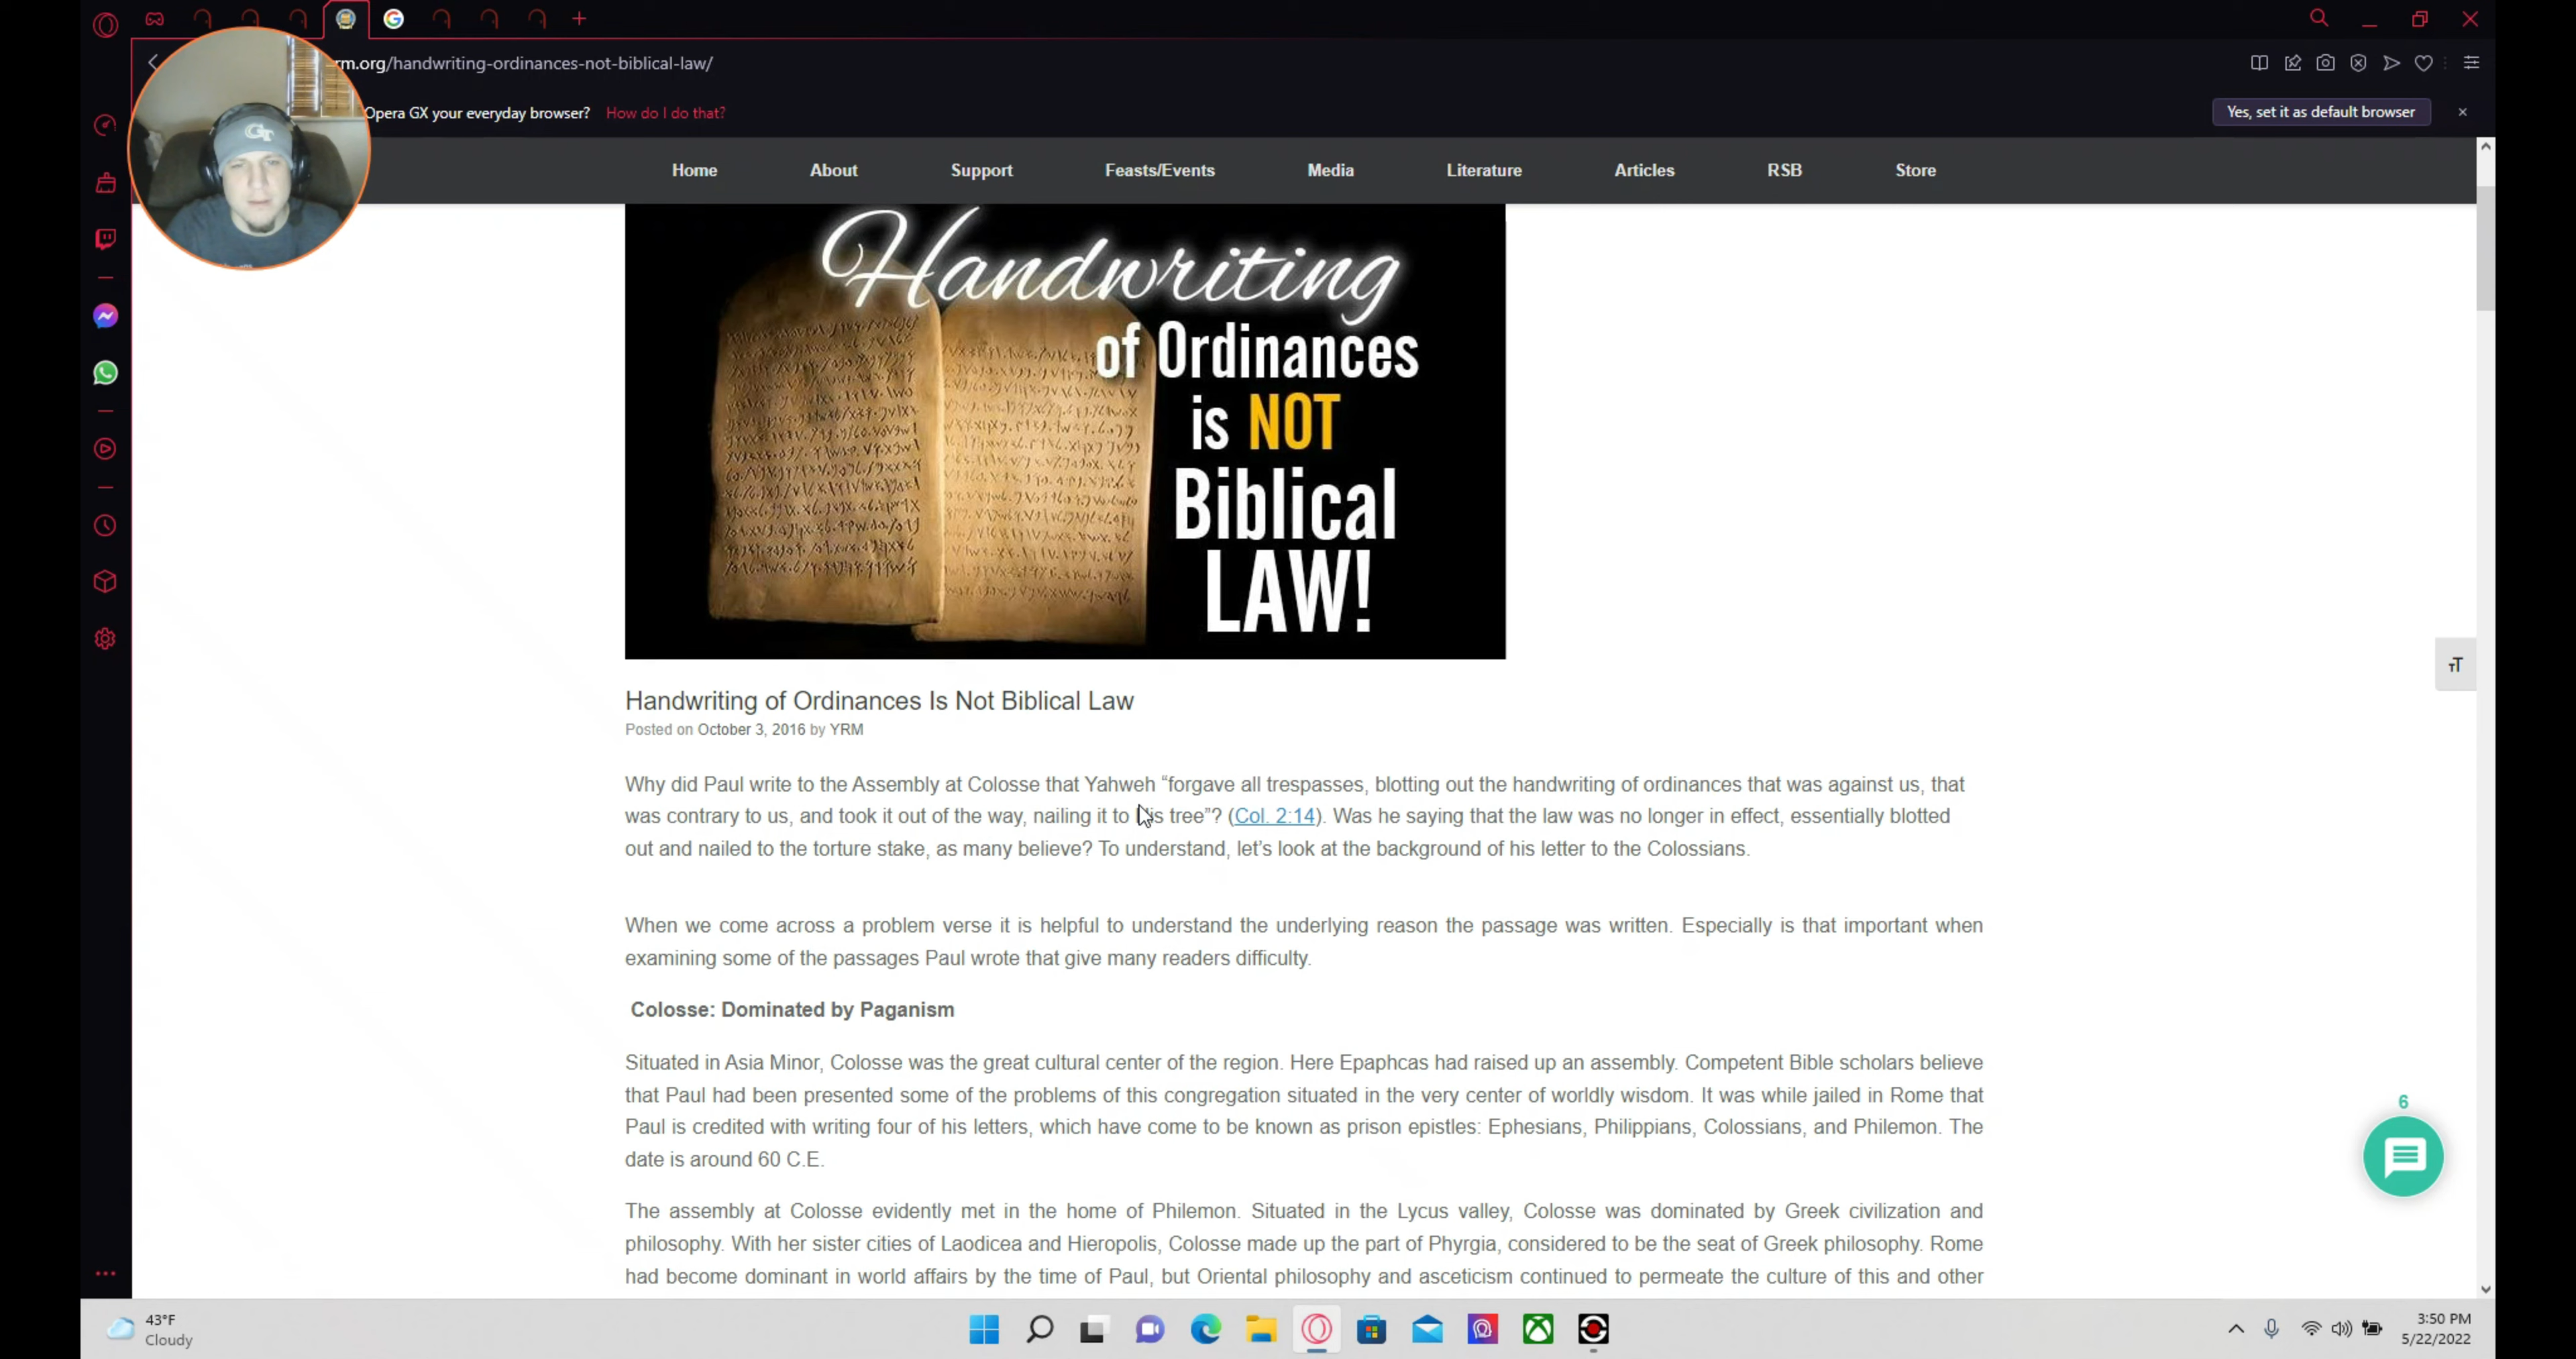 rm.org/handwriting-ordinances-not-biblical-law/
Opera GX your everyday browser? How do I do that?
Yes, set it as default browser
GT
Home About Support Feasts/Events Media Literature Articles RSB Store
Handwriting
of Ordinances
is NOT
Biblical
LAW!
Handwriting of Ordinances Is Not Biblical Law
Posted on October 3, 2016 by YRM
Why did Paul write to the Assembly at Colosse that Yahweh “forgave all trespasses, blotting out the handwriting of ordinances that was against us, that
was contrary to us, and took it out of the way, nailing it to tree”? (Col. 2:14). Was he saying that the law was no longer in effect, essentially blotted
out and nailed to the torture stake, as many believe? To understand, let’s look at the background of his letter to the Colossians.
When we come across a problem verse it is helpful to understand the underlying reason the passage was written. Especially is that important when
examining some of the passages Paul wrote that give many readers difficulty.
Colosse: Dominated by Paganism
Situated in Asia Minor, Colosse was the great cultural center of the region. Here Epaphcas had raised up an assembly. Competent Bible scholars believe
that Paul had been presented some of the problems of this congregation situated in the very center of worldly wisdom. It was while jailed in Rome that
Paul is credited with writing four of his letters, which have come to be known as prison epistles: Ephesians, Philippians, Colossians, and Philemon. The
date is around 60 C.E.
The assembly at Colosse evidently met in the home of Philemon. Situated in the Lycus valley, Colosse was dominated by Greek civilization and
philosophy. With her sister cities of Laodicea and Hieropolis, Colosse made up the part of Phyrgia, considered to be the seat of Greek philosophy. Rome
had become dominant in world affairs by the time of Paul, but Oriental philosophy and asceticism continued to permeate the culture of this and other
TT
6
43°F
Cloudy
3:50 PM
5/22/2022